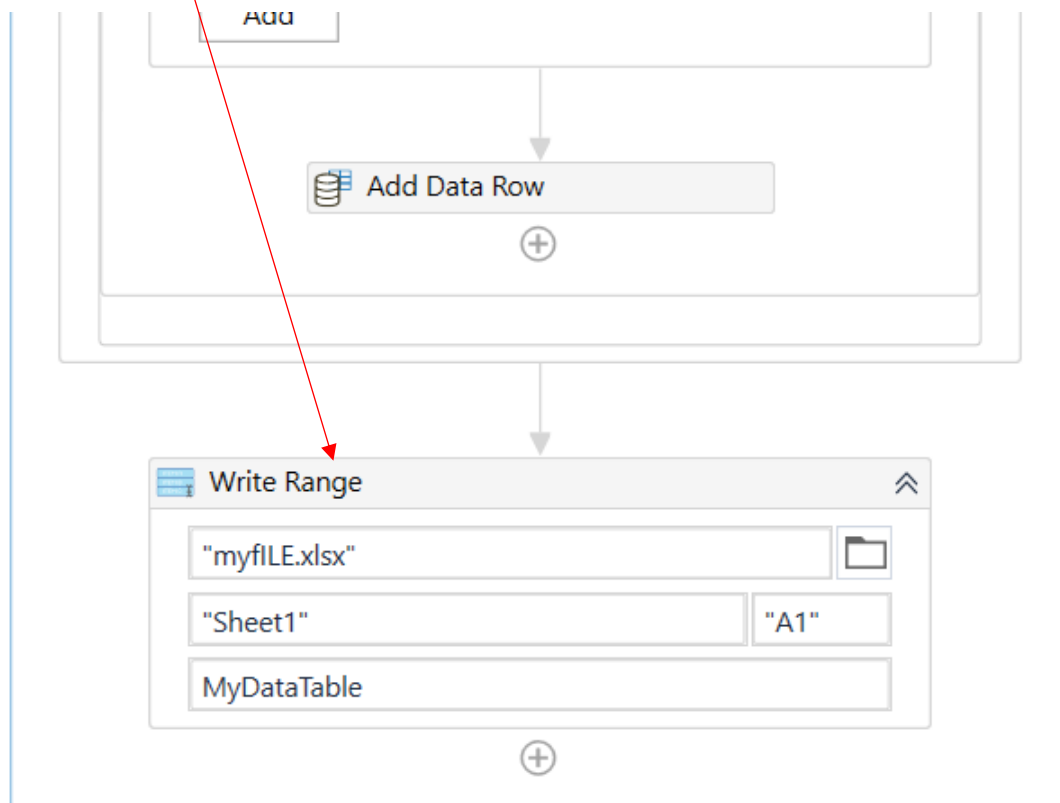 Add
Add Data Row
Write Range
"myfILE.xlsx"
"Sheet1" "A1"
MyDataTable